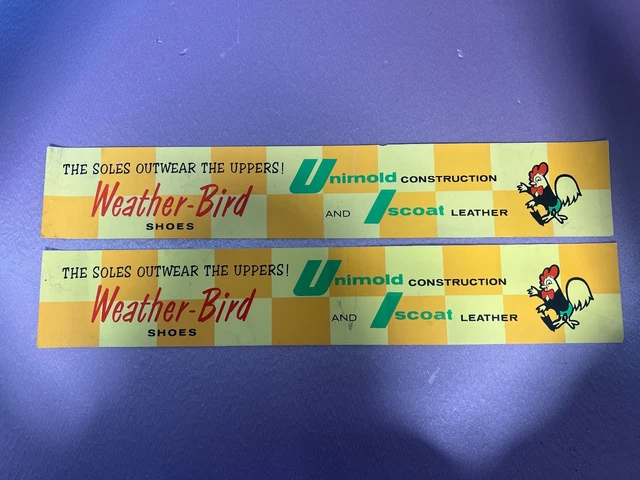 THE SOLES OUTWEAR THE UPPERS!
Weather-Bird
SHOES
Unimold CONSTRUCTION
AND Iscoat LEATHER
THE SOLES OUTWEAR THE UPPERS!
Weather-Bird
SHOES
Unimold CONSTRUCTION
AND Iscoat LEATHER